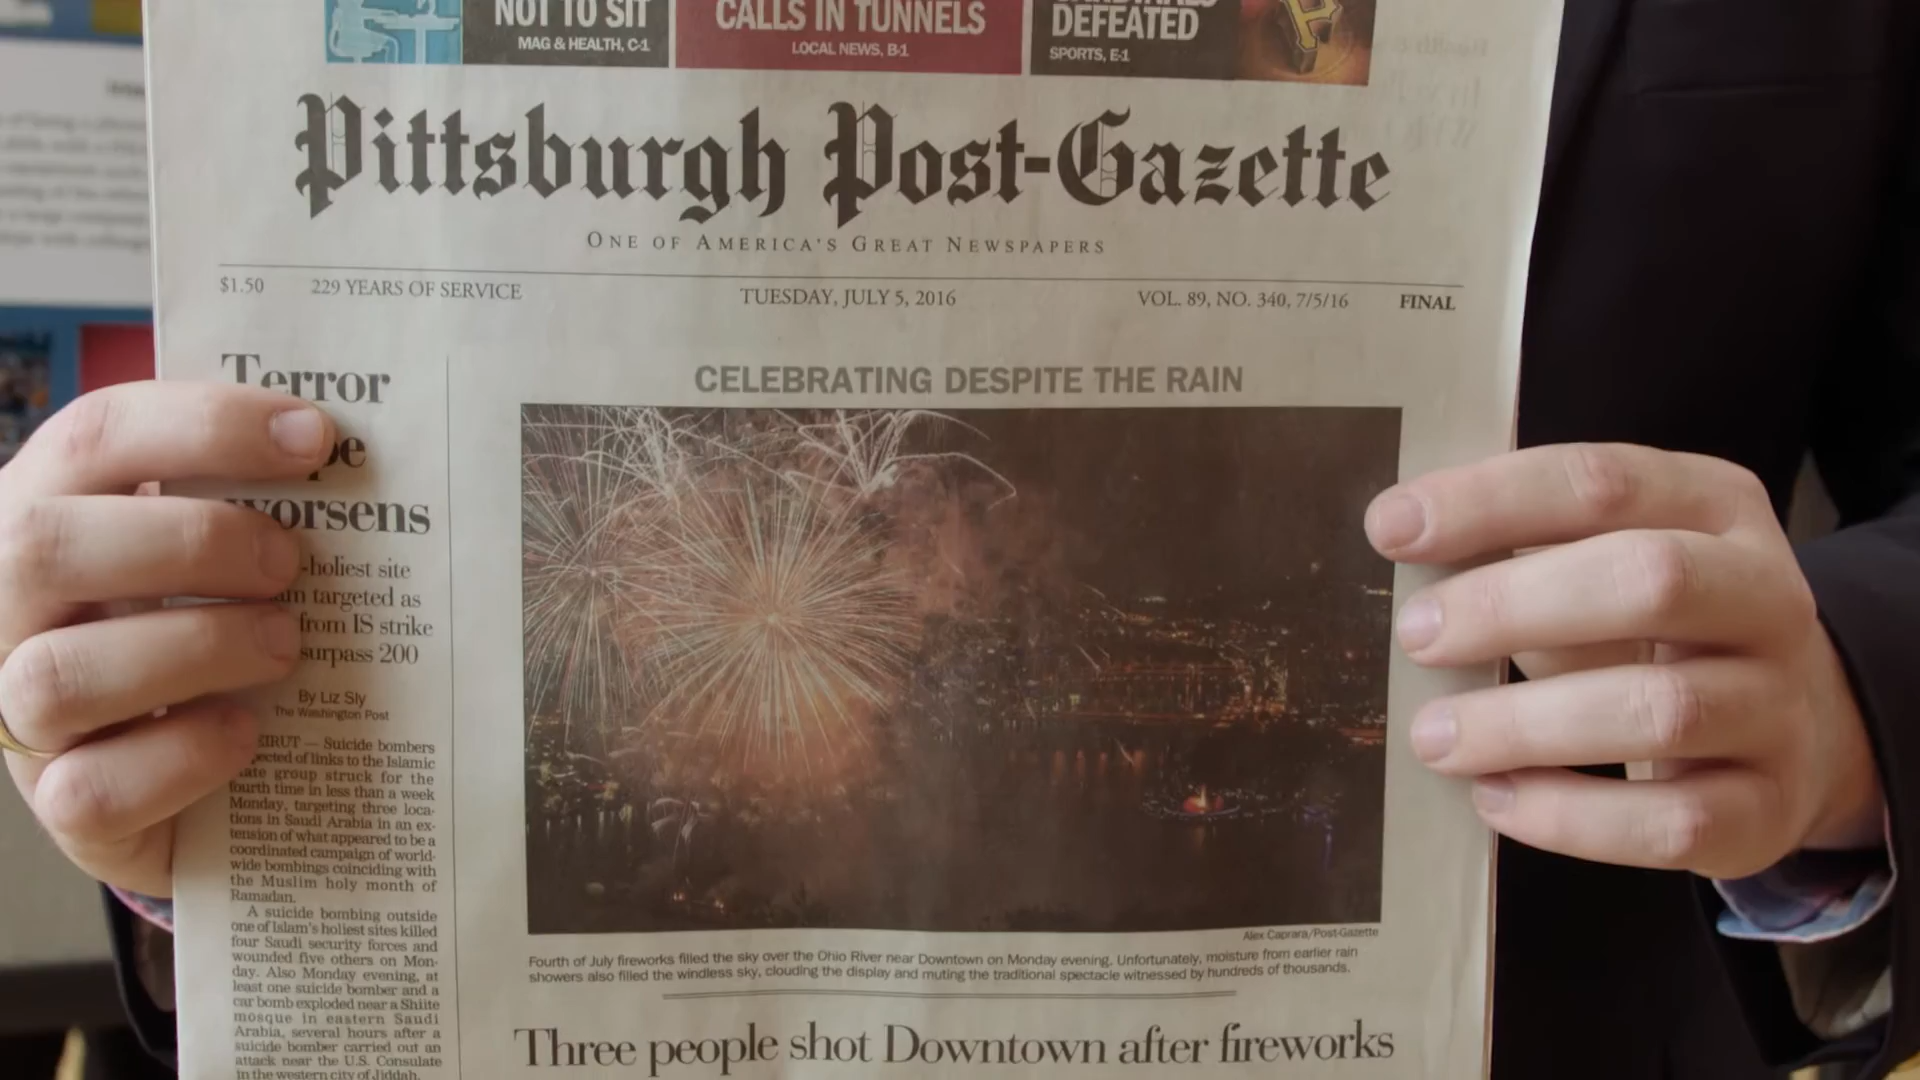 NOT TO SIT
MAG & HEALTH, C-1
CALLS IN TUNNELS
LOCAL NEWS, B-1
DEFEATED
SPORTS, E-1
Pittsburgh Post-Gazette
ONE OF AMERICA'S GREAT NEWSPAPERS
$1.50 229 YEARS OF SERVICE TUESDAY, JULY 5, 2016 VOL. 89, NO. 340, 7/5/16 FINAL
Terror
worsens
-holiest site
targeted as
from IS strike
surpass 200
By Liz Sly
The Washington Post
— Suicide bombers
of links to the Islamic
group struck for the
fourth time in less than a week
Monday, targeting three loca-
tions in Saudi Arabia in an ex-
tension of what appeared to be a
coordinated campaign of world-
wide bombings coinciding with
the Muslim holy month of
Ramadan.
A suicide bombing outside
one of Islam's holiest sites killed
four Saudi security forces and
wounded five others on Mon-
day. Also Monday evening, at
least one suicide bomber and a
car bomb exploded near a Shiite
mosque in eastern Saudi
Arabia, several hours after a
suicide bomber carried out an
attack near the U.S. Consulate
in the western city of Jiddah.
CELEBRATING DESPITE THE RAIN
Alex Caprara/Post-Gazette
Fourth of July fireworks filled the sky over the Ohio River near Downtown on Monday evening. Unfortunately, moisture from earlier rain
showers also filled the windless sky, clouding the display and muting the traditional spectacle witnessed by hundreds of thousands.
Three people shot Downtown after fireworks